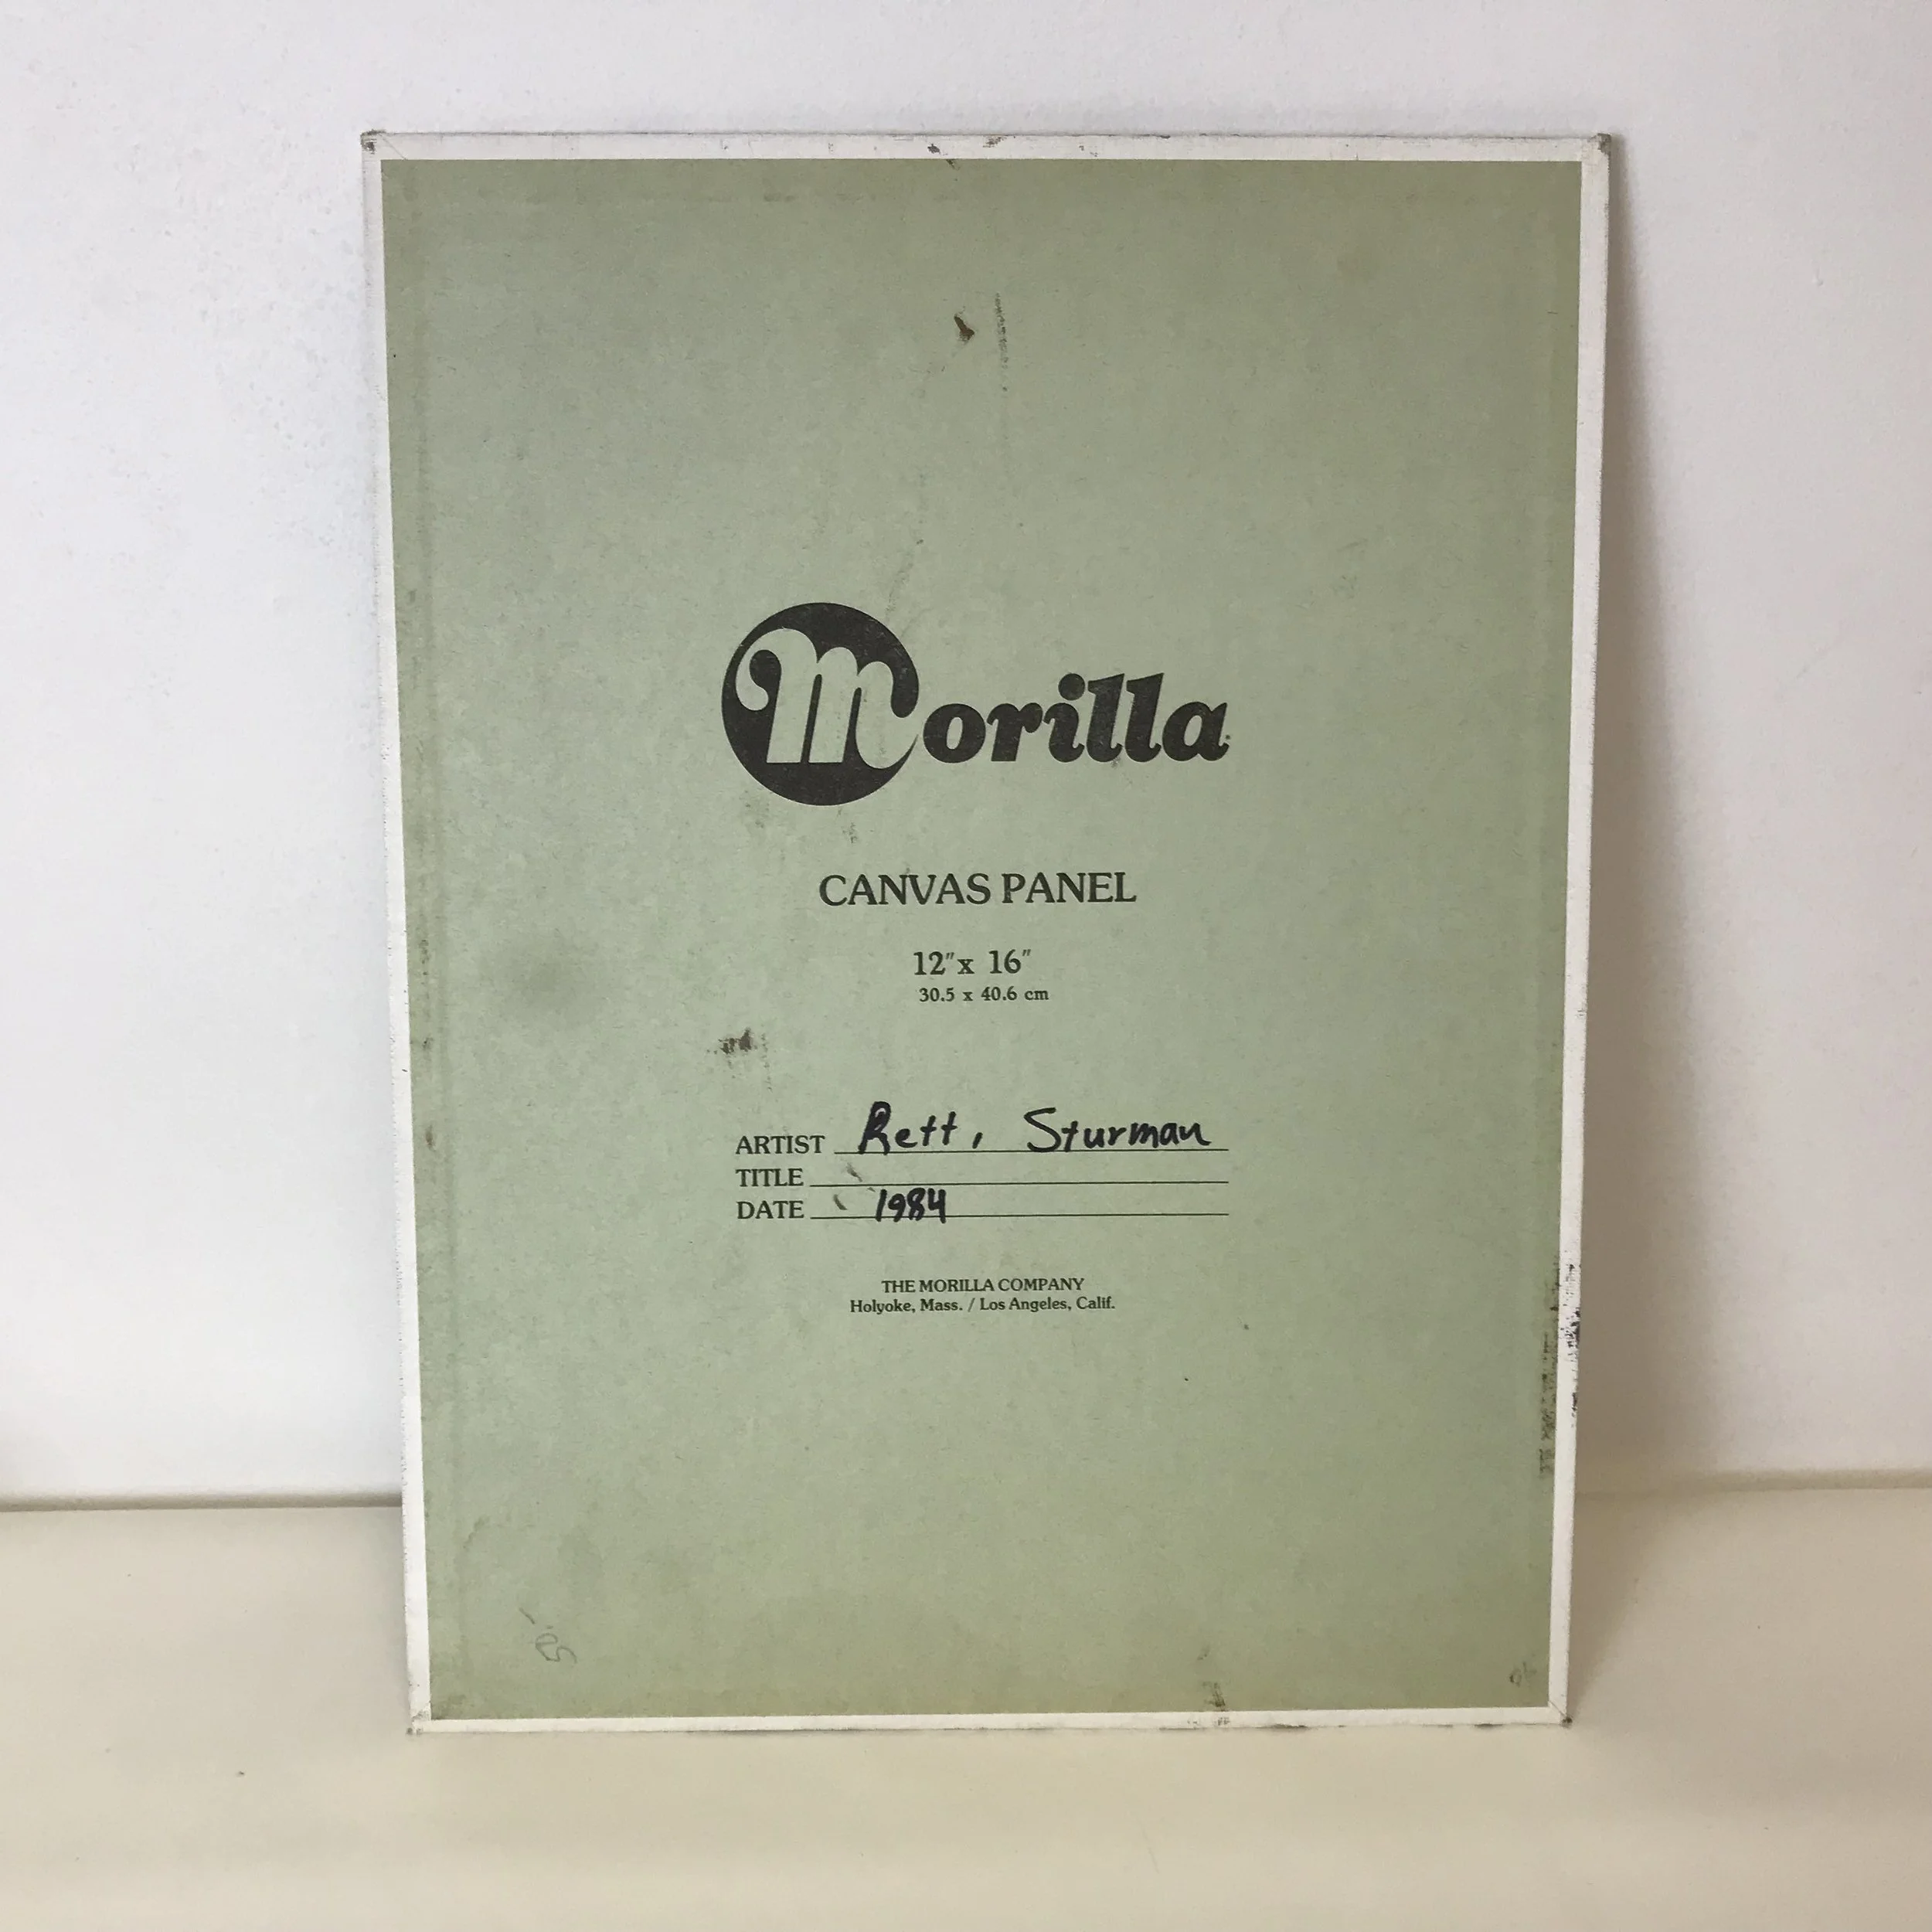 Morilla
CANVAS PANEL
12" x 16"
30.5 x 40.6 cm
ARTIST Rett, Sturman
TITLE
DATE 1984
THE MORILLA COMPANY
Holyoke, Mass. / Los Angeles, Calif.